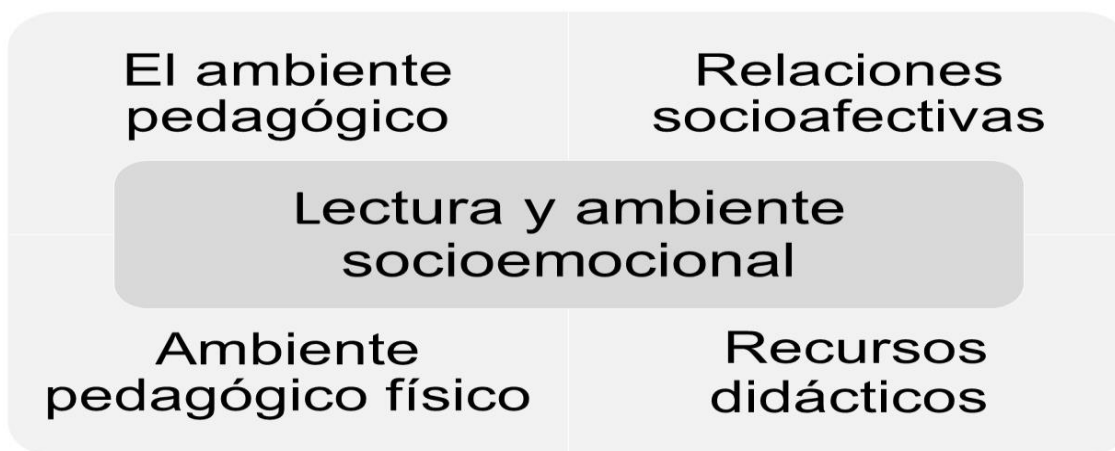 El ambiente
pedagógico
Relaciones
socioafectivas
Lectura y ambiente
socioemocional
Ambiente
pedagógico físico
Recursos
didácticos